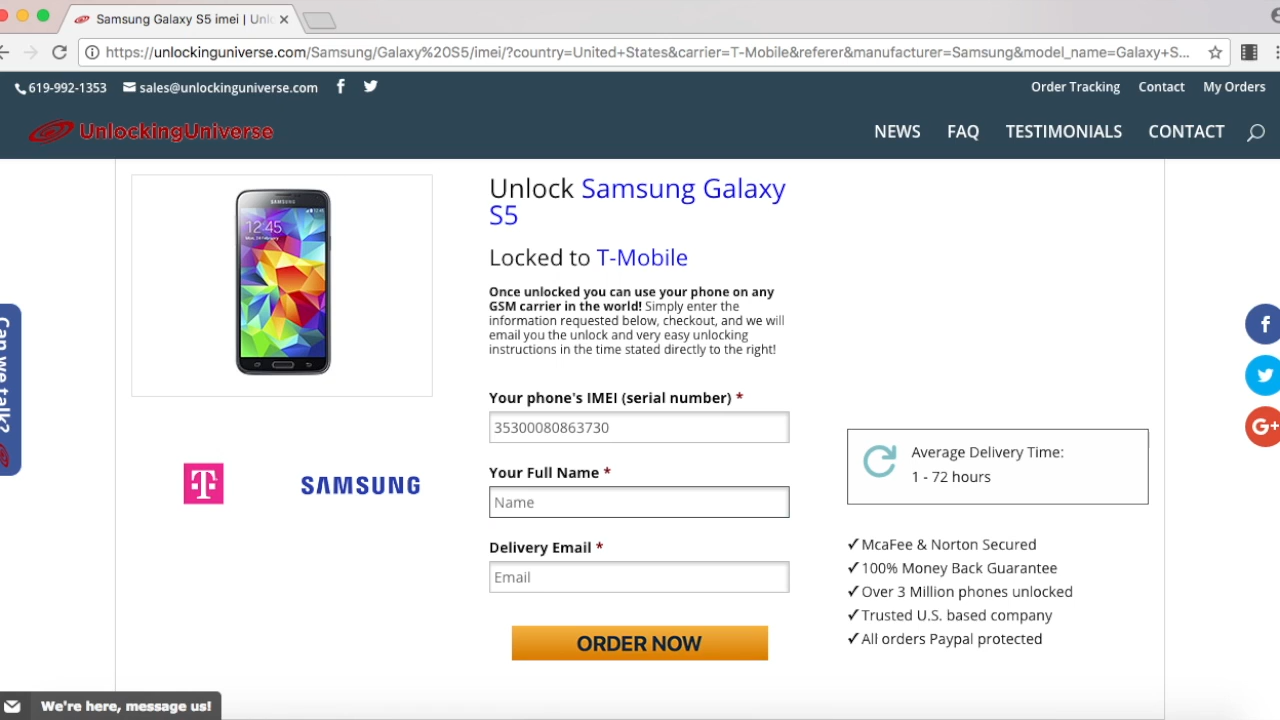 Samsung Galaxy S5 imei | Unl
https://unlockinguniverse.com/Samsung/Galaxy%20S5/imei/?country=United+States&carrier=T-Mobile&referer&manufacturer=Samsung&model_name=Galaxy+S...
619-992-1353 sales@unlockinguniverse.com
Order Tracking Contact My Orders
UnlockingUniverse
NEWS FAQ TESTIMONIALS CONTACT
SAMSUNG
12:45
Unlock Samsung Galaxy
S5
Locked to T-Mobile
Once unlocked you can use your phone on any
GSM carrier in the world! Simply enter the
information requested below, checkout, and we will
email you the unlock and very easy unlocking
instructions in the time stated directly to the right!
Your phone's IMEI (serial number) *
35300080863730
Your Full Name *
Name
Delivery Email *
Email
ORDER NOW
Can we talk?
T
SAMSUNG
Average Delivery Time:
1 - 72 hours
✓McaFee & Norton Secured
✓100% Money Back Guarantee
✓Over 3 Million phones unlocked
✓Trusted U.S. based company
✓All orders Paypal protected
G+
We're here, message us!